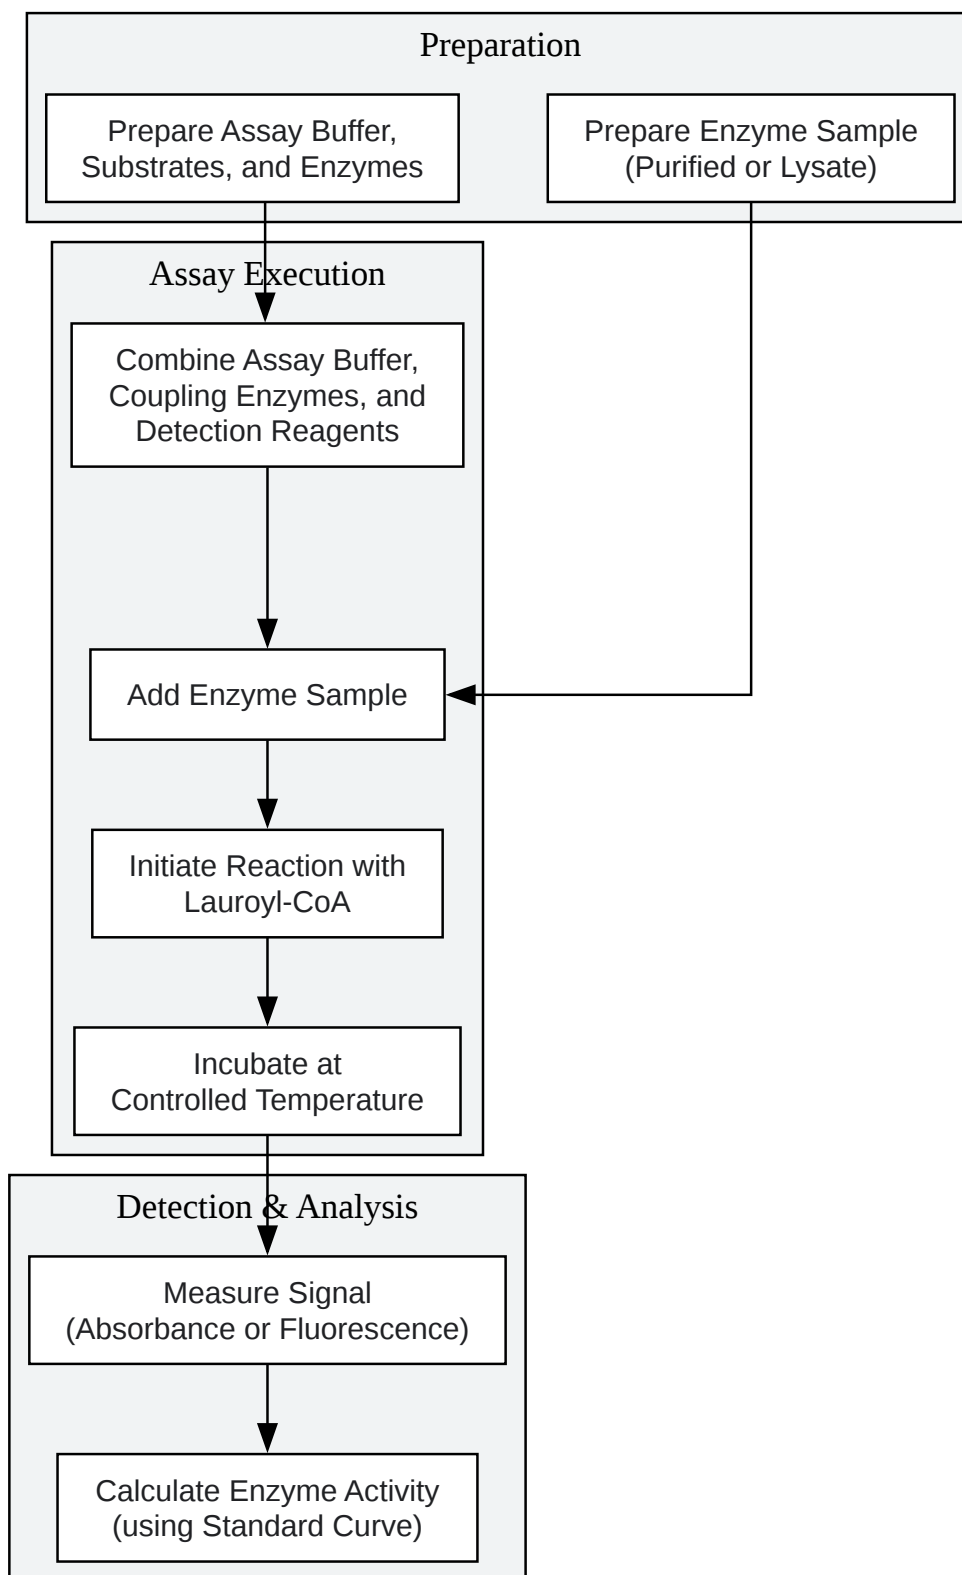 Preparation
Prepare Assay Buffer,
Substrates, and Enzymes
Prepare Enzyme Sample
(Purified or Lysate)
Assay Execution
Combine Assay Buffer,
Coupling Enzymes, and
Detection Reagents
Add Enzyme Sample
Initiate Reaction with
Lauroyl-CoA
Incubate at
Controlled Temperature
Detection & Analysis
Measure Signal
(Absorbance or Fluorescence)
Calculate Enzyme Activity
(using Standard Curve)